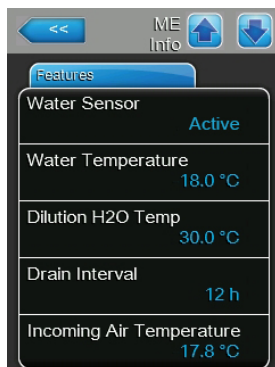 <<
ME
Info
Features
Water Sensor
Active
Water Temperature
18.0 °C
Dilution H2O Temp
30.0 °C
Drain Interval
12 h
Incoming Air Temperature
17.8 °C